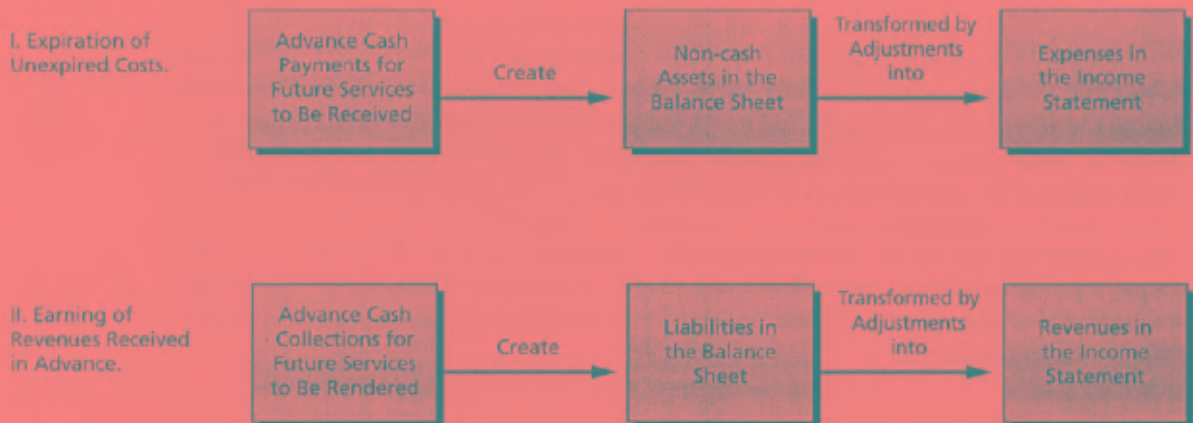 I. Expiration of
Unexpired Costs.
Advance Cash
Payments for
Future Services
to Be Received
Create
Non-cash
Assets in the
Balance Sheet
Transformed by
Adjustments
into
Expenses in
the Income
Statement
II. Earning of
Revenues Received
in Advance.
Advance Cash
Collections for
Future Services
to Be Rendered
Create
Liabilities in
the Balance
Sheet
Transformed by
Adjustments
into
Revenues in
the Income
Statement